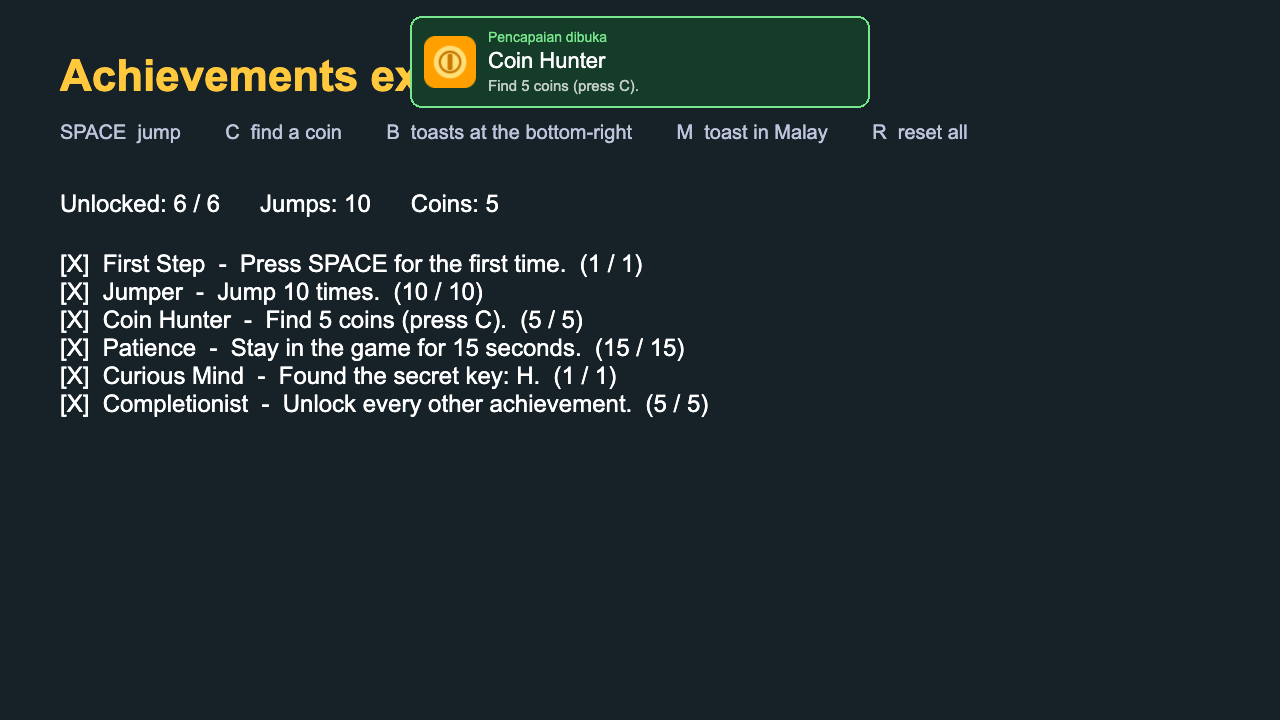 Pencapaian dibuka
Coin Hunter
Find 5 coins (press C).
Achievements ex
SPACE  jump  C  find a coin  B  toasts at the bottom-right  M  toast in Malay  R  reset all
Unlocked: 6 / 6  Jumps: 10  Coins: 5
[X]  First Step  -  Press SPACE for the first time.  (1 / 1)
[X]  Jumper  -  Jump 10 times.  (10 / 10)
[X]  Coin Hunter  -  Find 5 coins (press C).  (5 / 5)
[X]  Patience  -  Stay in the game for 15 seconds.  (15 / 15)
[X]  Curious Mind  -  Found the secret key: H.  (1 / 1)
[X]  Completionist  -  Unlock every other achievement.  (5 / 5)